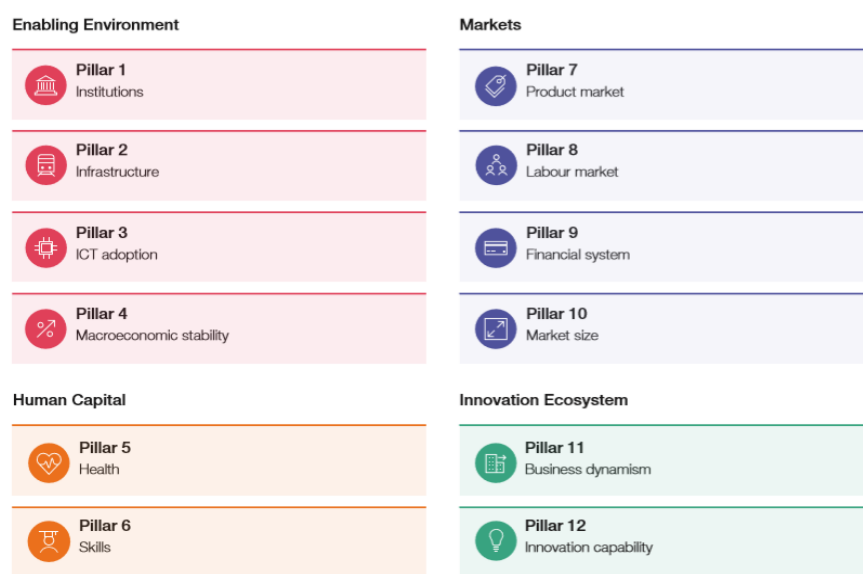 Enabling Environment
Pillar 1
Institutions
Pillar 2
Infrastructure
Pillar 3
ICT adoption
Pillar 4
Macroeconomic stability
Markets
Pillar 7
Product market
Pillar 8
Labour market
Pillar 9
Financial system
Pillar 10
Market size
Human Capital
Pillar 5
Health
Pillar 6
Skills
Innovation Ecosystem
Pillar 11
Business dynamism
Pillar 12
Innovation capability